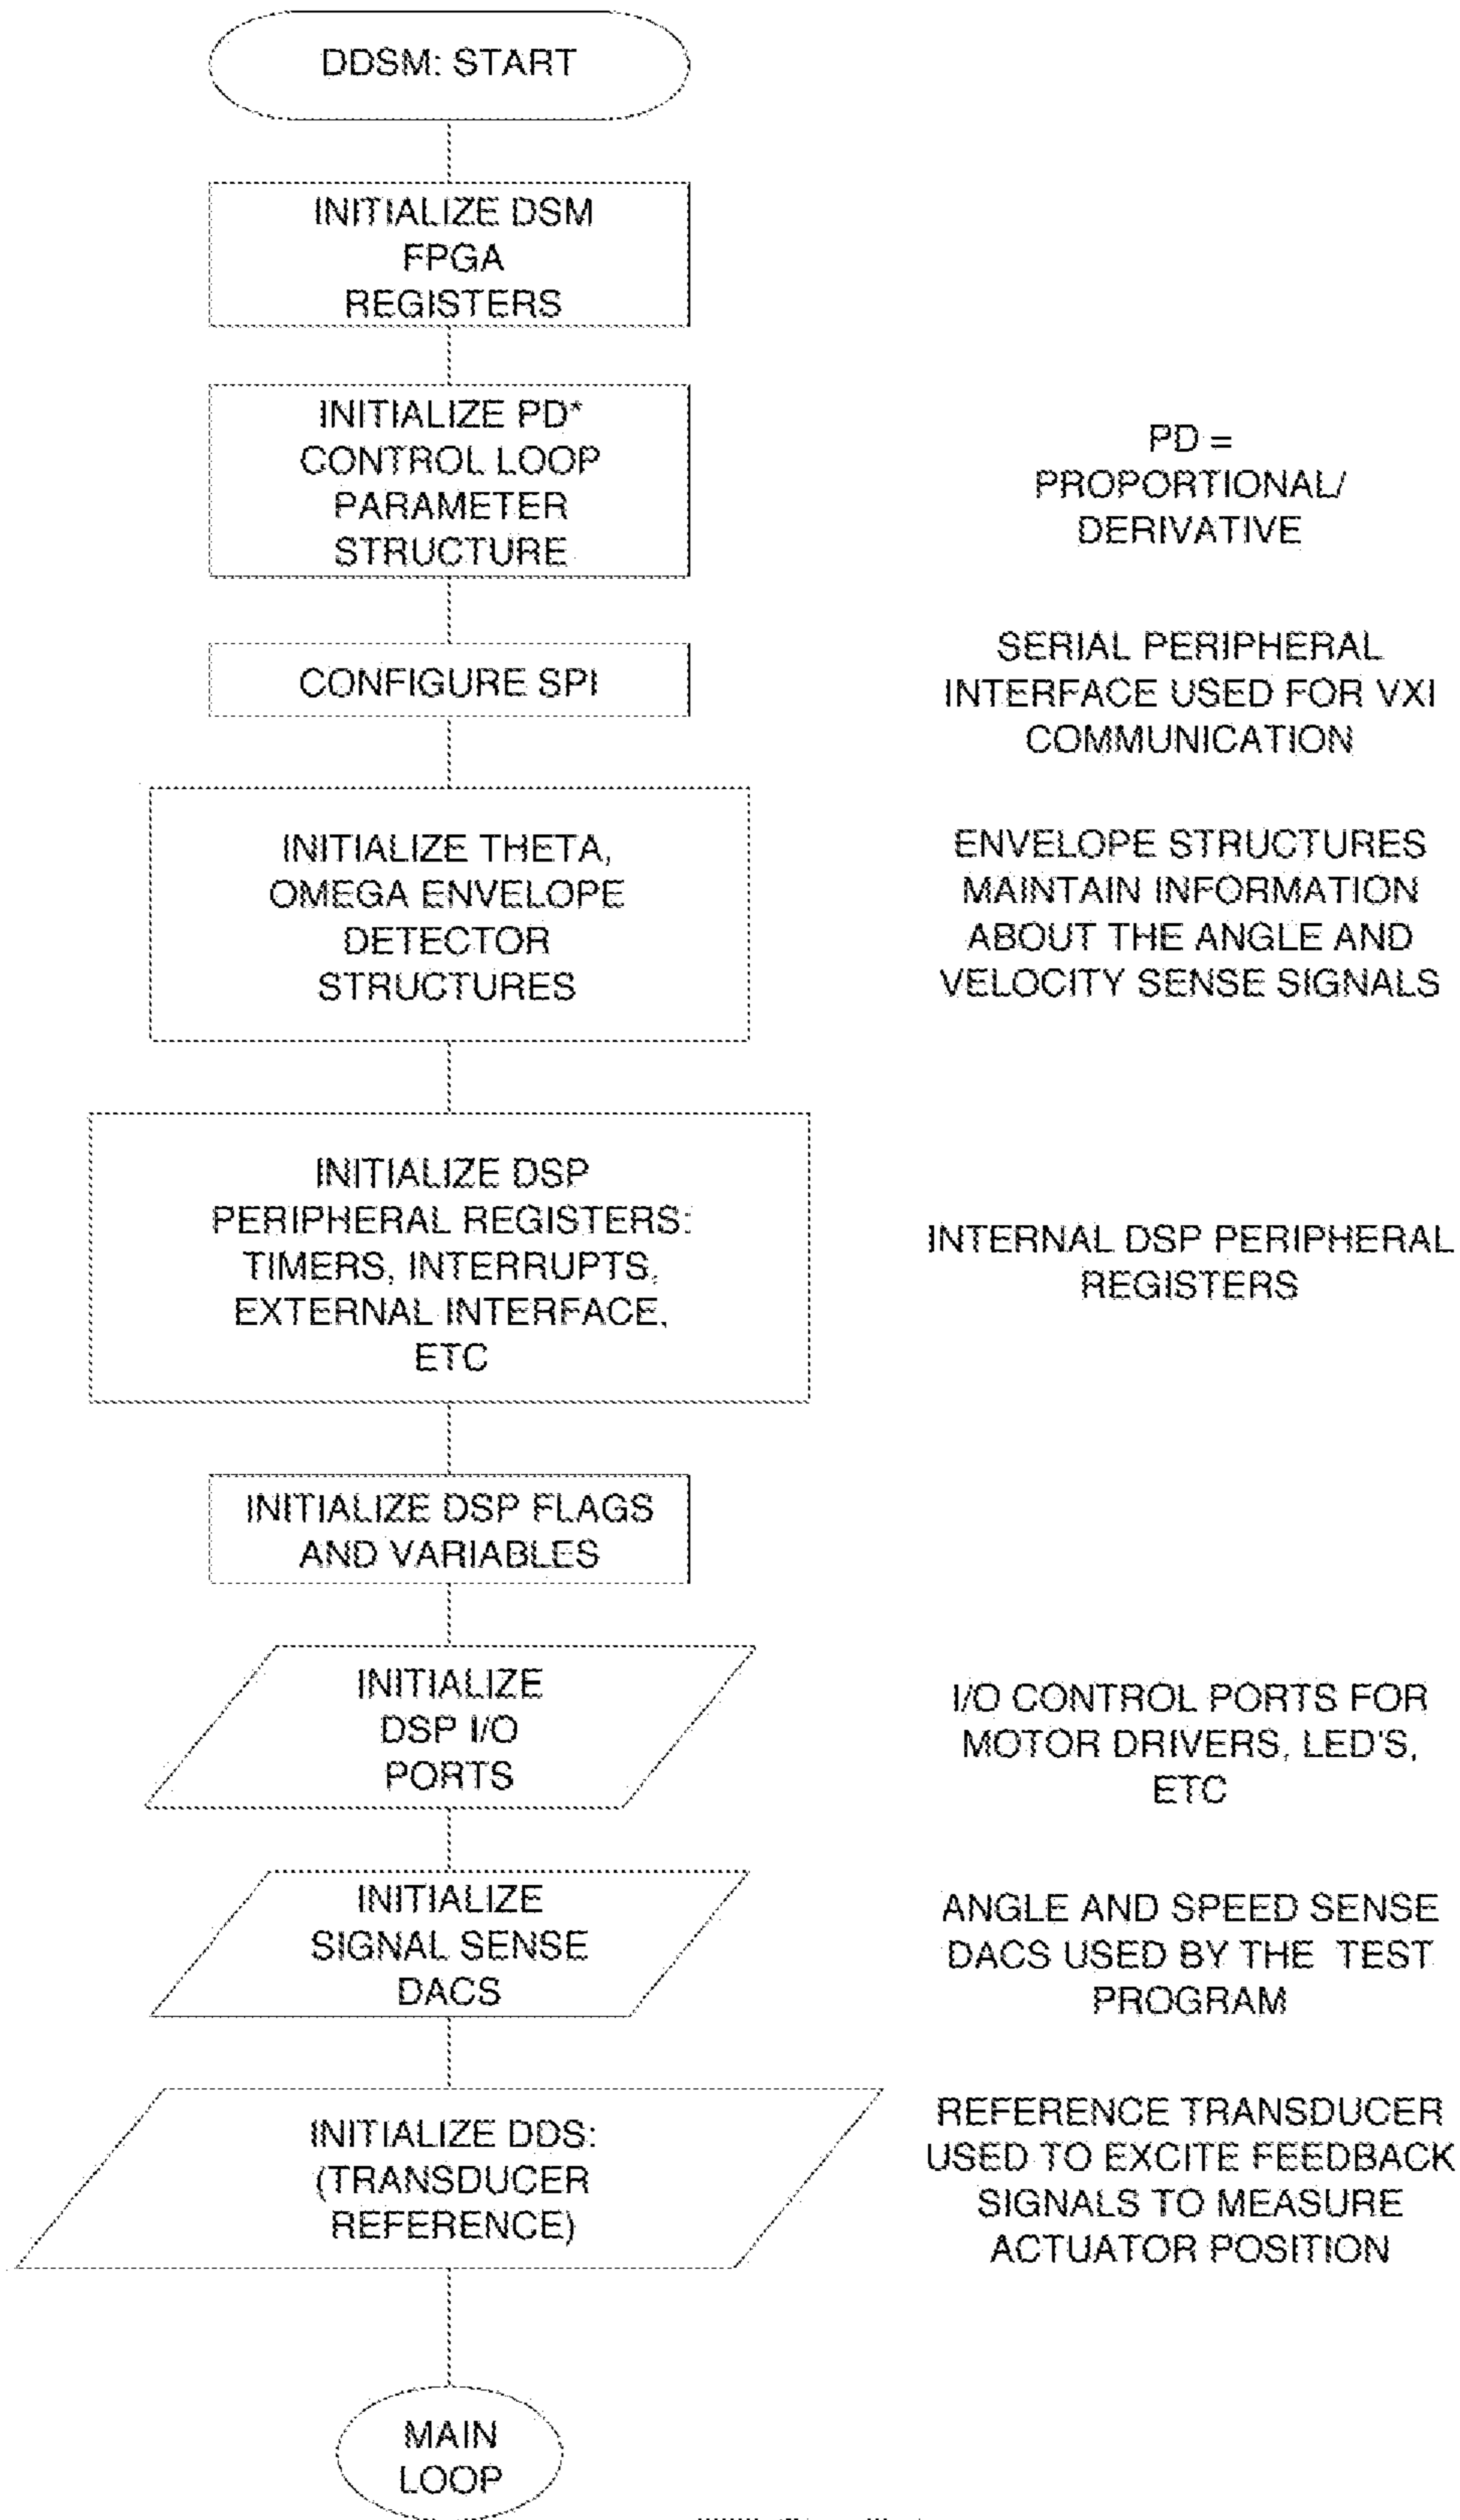 DDSM: START
INITIALIZE DSM
FPGA
REGISTERS
INITIALIZE PD*
CONTROL LOOP
PARAMETER
STRUCTURE
PD =
PROPORTIONAL/
DERIVATIVE
CONFIGURE SPI
SERIAL PERIPHERAL
INTERFACE USED FOR VXI
COMMUNICATION
INITIALIZE THETA,
OMEGA ENVELOPE
DETECTOR
STRUCTURES
ENVELOPE STRUCTURES
MAINTAIN INFORMATION
ABOUT THE ANGLE AND
VELOCITY SENSE SIGNALS
INITIALIZE DSP
PERIPHERAL REGISTERS:
TIMERS, INTERRUPTS,
EXTERNAL INTERFACE,
ETC
INTERNAL DSP PERIPHERAL
REGISTERS
INITIALIZE DSP FLAGS
AND VARIABLES
INITIALIZE
DSP I/O
PORTS
I/O CONTROL PORTS FOR
MOTOR DRIVERS, LED'S,
ETC
INITIALIZE
SIGNAL SENSE
DACS
ANGLE AND SPEED SENSE
DACS USED BY THE TEST
PROGRAM
INITIALIZE DDS:
(TRANSDUCER
REFERENCE)
REFERENCE TRANSDUCER
USED TO EXCITE FEEDBACK
SIGNALS TO MEASURE
ACTUATOR POSITION
MAIN
LOOP